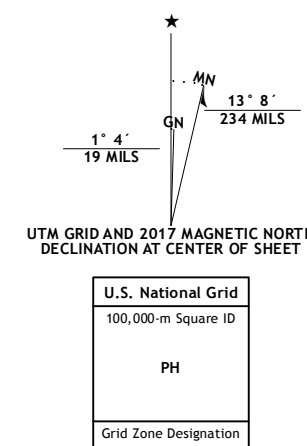 ★
MN
GN
1° 4´
19 MILS
13° 8´
234 MILS
UTM GRID AND 2017 MAGNETIC NORTH
DECLINATION AT CENTER OF SHEET
U.S. National Grid
100,000-m Square ID
PH
Grid Zone Designation